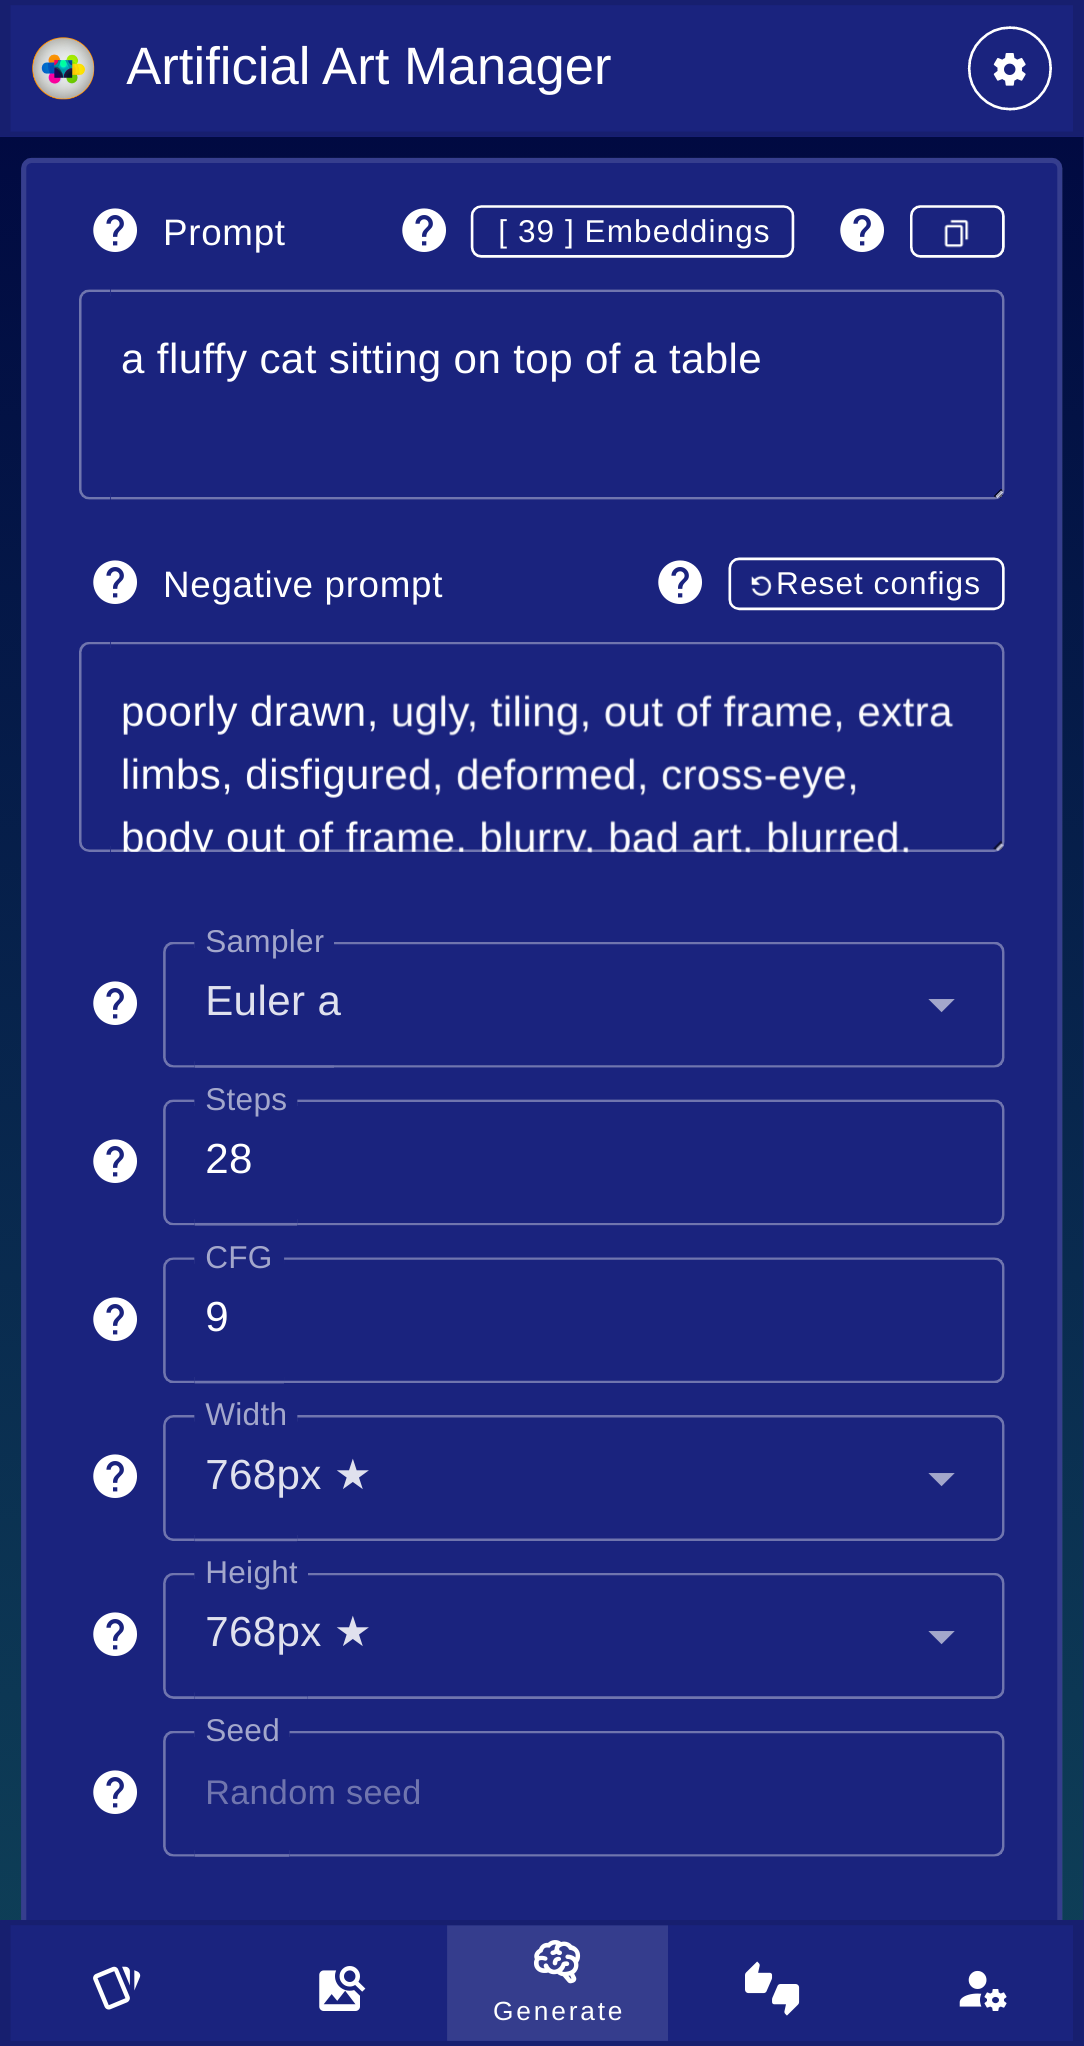 Artificial Art Manager
Prompt
[ 39 ] Embeddings
a fluffy cat sitting on top of a table
Negative prompt
Reset configs
poorly drawn, ugly, tiling, out of frame, extra
limbs, disfigured, deformed, cross-eye,
body out of frame, blurry, bad art, blurred,
Sampler
Euler a
Steps
28
CFG
9
Width
768px ★
Height
768px ★
Seed
Random seed
Generate